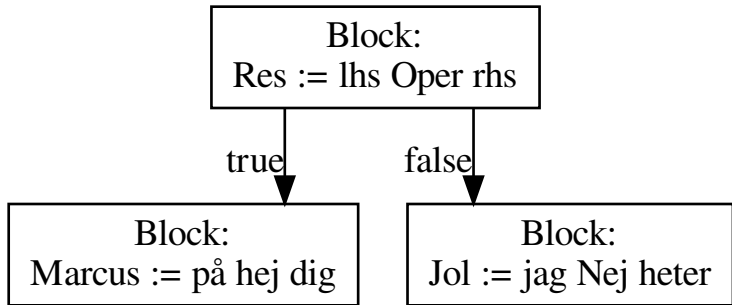 Block:
Res := lhs Oper rhs
true
false
Block:
Marcus := på hej dig
Block:
Jol := jag Nej heter